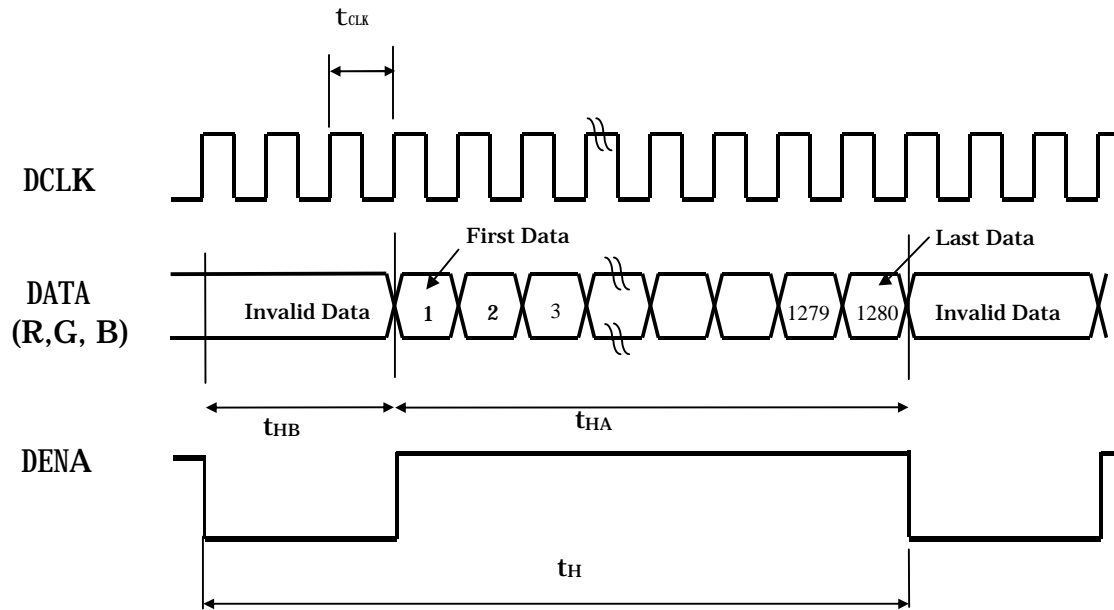 tCLK
DCLK
First Data
Last Data
DATA
(R,G, B)
Invalid Data
1
2
3
1279
1280
Invalid Data
tHB
tHA
DENA
tH